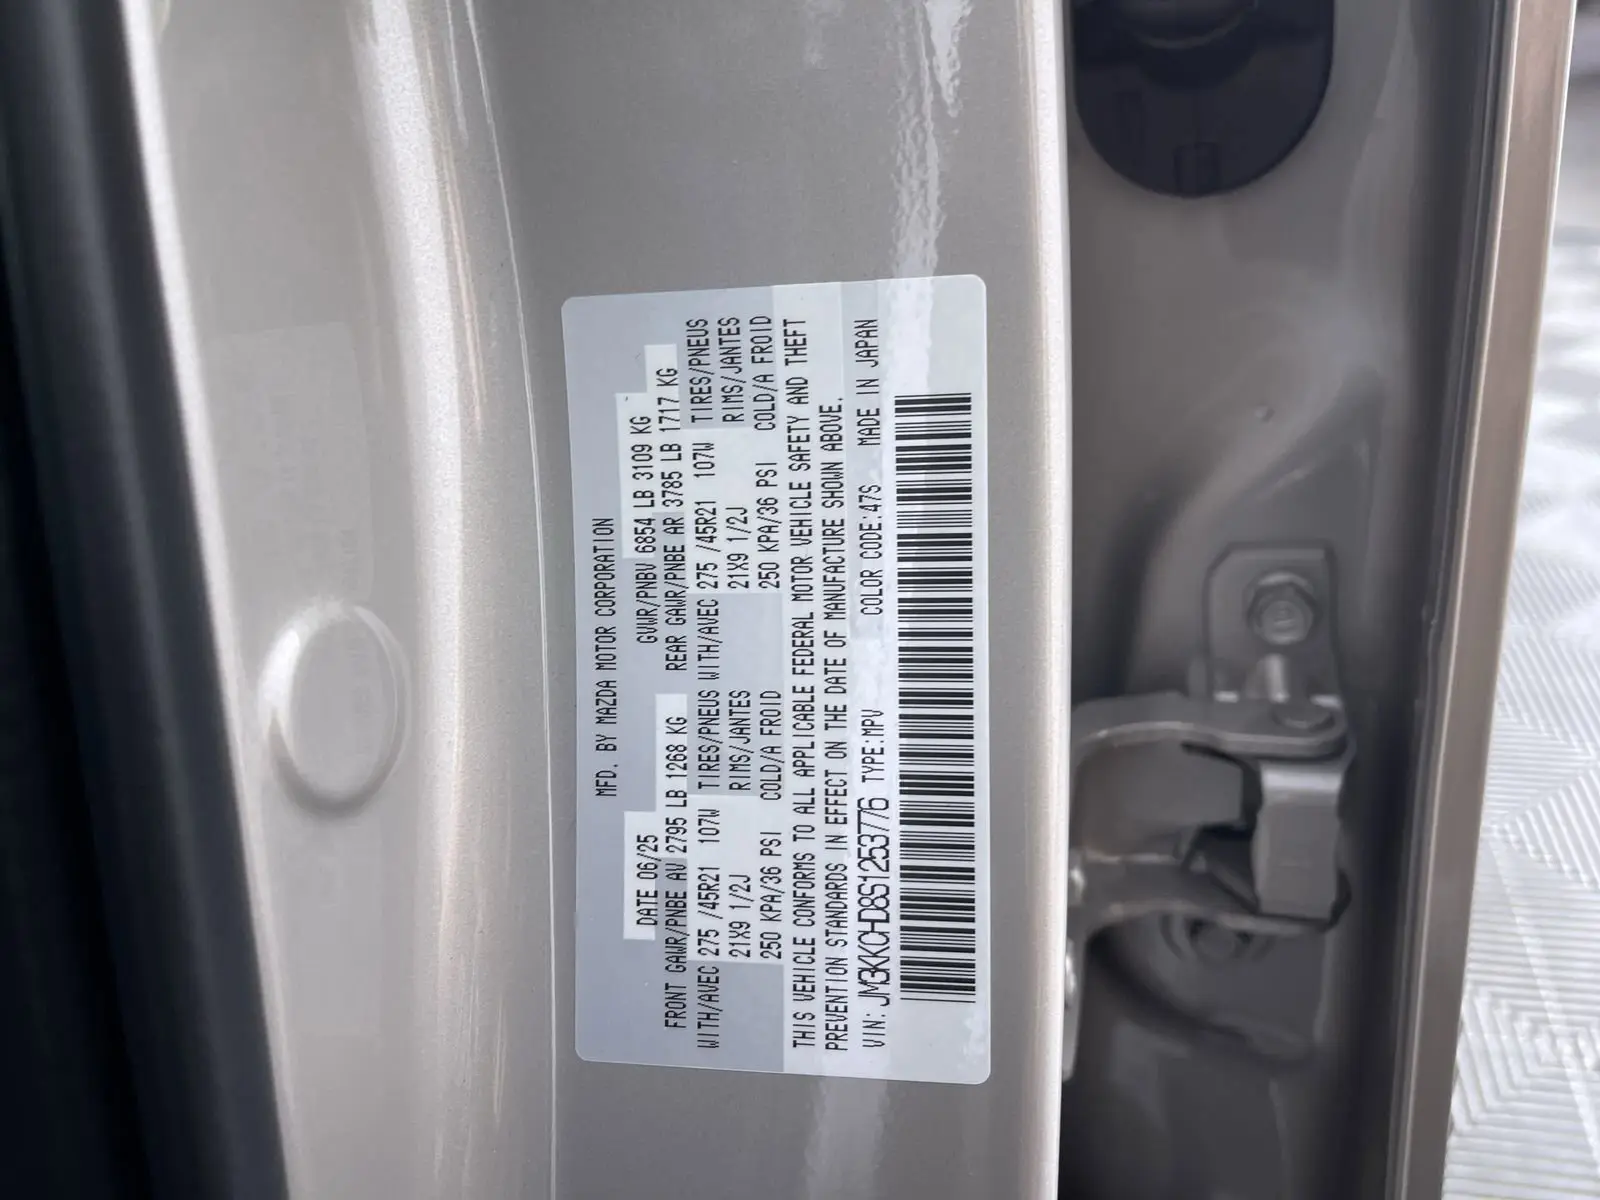 MFD. BY MAZDA MOTOR CORPORATION
DATE 06/25 GVWR/PNBV 6854 LB 3109 KG
FRONT GAWR/PNBE AV 2795 LB 1268 KG REAR GAWR/PNBE AR 3785 LB 1717 KG
WITH/AVEC 275 /45R21 107W TIRES/PNEUS WITH/AVEC 275 /45R21 107W TIRES/PNEUS
21X9 1/2J RIMS/JANTES 21X9 1/2J RIMS/JANTES
250 KPA/36 PSI COLD/A FROID 250 KPA/36 PSI COLD/A FROID
THIS VEHICLE CONFORMS TO ALL APPLICABLE FEDERAL MOTOR VEHICLE SAFETY AND THEFT
PREVENTION STANDARDS IN EFFECT ON THE DATE OF MANUFACTURE SHOWN ABOVE.
VIN: JM3KKCHD8S1253776 TYPE:MPV COLOR CODE:47S MADE IN JAPAN